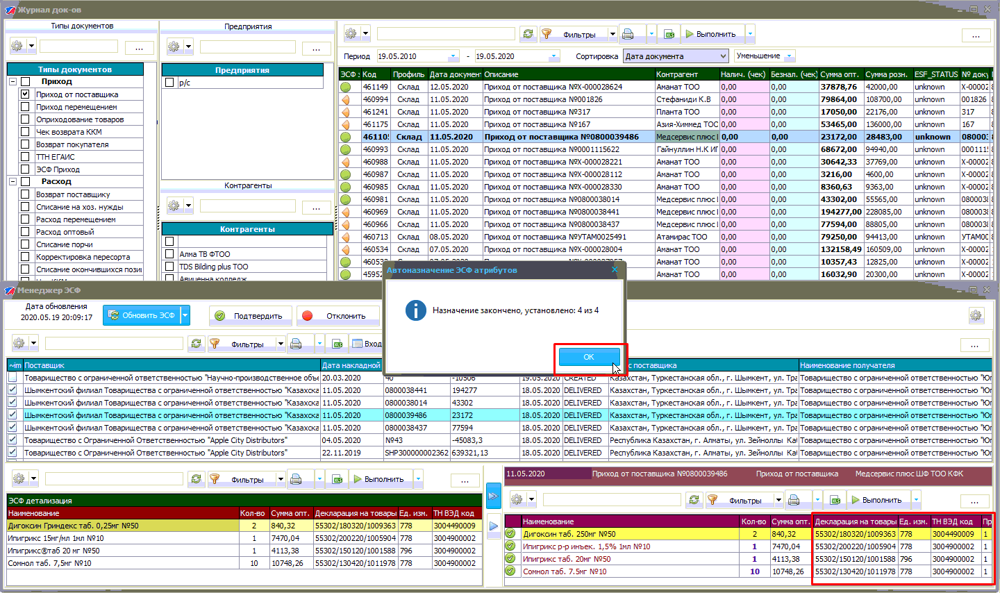 Журнал док-ов
Типы документов
...
Типы документов
Приход
Приход от поставщика
Приход перемещением
Оприходование товаров
Чек возврата ККМ
Возврат покупателя
ТТН ЕГАИС
ЭСФ Приход
Расход
Возврат поставщику
Списание на хоз. нужды
Расход перемещением
Расход оптовый
Списание порчи
Корректировка пересорта
Списание окончившихся пози
Предприятия
...
Предприятия
р/с
Контрагенты
...
Контрагенты
Алма ТВ ФТОО
TDS Bilding plus ТОО
Авиценна колледж
Фильтры XLS Выполнить ...
Период 19.05.2010 - 19.05.2020 Сортировка Дата документа Уменьшение
ЭСФ з Код Профиль Дата докумен Описание Контрагент Налич. (чек) Безнал. (чек) Сумма опт. Сумма розн. ESF_STATUS № доку
461149 Склад 12.05.2020 Приход от поставщика №X-000028624 Аманат ТОО 0,00 0,00 37878,76 42000,00 unknown X-00002
460994 Склад 11.05.2020 Приход от поставщика №001826 Стефаниди К.В 0,00 0,00 79864,00 108700,00 unknown 001826
461241 Склад 11.05.2020 Приход от поставщика №317 Планта ТОО 0,00 0,00 17050,00 22176,00 unknown 317
461175 Склад 11.05.2020 Приход от поставщика №167 Азия-Химмед ТОО 0,00 0,00 53465,00 136000,00 unknown 167
46110 Склад 11.05.2020 Приход от поставщика №0800039486 Медсервис плюс 0,00 0,00 23172,00 28483,00 unknown 08000
460993 Склад 11.05.2020 Приход от поставщика №0001115622 Гайнуллин Н.К ИП 0,00 0,00 68672,00 94940,00 unknown 0001115
460988 Склад 11.05.2020 Приход от поставщика №X-000028221 Аманат ТОО 0,00 0,00 30642,33 37769,00 unknown X-00002
460987 Склад 11.05.2020 Приход от поставщика №X-000028112 Аманат ТОО 0,00 0,00 3216,00 4600,00 unknown X-00002
460985 Склад 11.05.2020 Приход от поставщика №X-000028330 Аманат ТОО 0,00 0,00 8360,63 9363,00 unknown X-00002
460981 Склад 11.05.2020 Приход от поставщика №0800038014 Медсервис плюс 0,00 0,00 43302,00 55565,00 unknown 080003
460969 Склад 11.05.2020 Приход от поставщика №0800038441 Медсервис плюс 0,00 0,00 194277,00 228085,00 unknown 080003
460966 Склад 11.05.2020 Приход от поставщика №0800038437 Медсервис плюс 0,00 0,00 77594,00 88805,00 unknown 080003
460713 Склад 08.05.2020 Приход от поставщика №УТАМ0025491 Атамирас ТОО 0,00 0,00 79250,00 94413,00 unknown УТАМ00
460534 Склад 07.05.2020 Приход от поставщика №X-000028004 Аманат ТОО 0,00 0,00 132158,49 160509,00 unknown X-00002
46053 Аманат ТОО 0,00 0,00 10357,43 12825,00 unknown X-00002
45952 Аманат ТОО 0,00 0,00 16032,90 20300,00 unknown X-00002
Автоназначение ЭСФ атрибутов
Назначение закончено, установлено: 4 из 4
OK
Менеджер ЭСФ
Дата обновления
2020.05.19 20:09:17
Обновить ЭСФ Подтвердить Отклонить
Фильтры XLS Вход ...
~im Поставщик Дата накладной с поставщика Наименование получателя
Товарищество с ограниченной ответственностью "Научно-производственное объе 20.03.2020 40 -10506 19.05.2020 CREATED Казахстан, Туркестанская обл., г. Шымкент, ул. Тра Товарищество с ограниченной ответственностью "Юг
Шымкентский филиал Товарищества с ограниченной ответственностью "Казахска 11.05.2020 0800038441 194277 18.05.2020 DELIVERED Казахстан, Туркестанская обл., г. Шымкент, ул. Тра Товарищество с ограниченной ответственностью "Юг
Шымкентский филиал Товарищества с ограниченной ответственностью "Казахска 11.05.2020 0800038014 43302 18.05.2020 DELIVERED Казахстан, Туркестанская обл., г. Шымкент, ул. Тра Товарищество с ограниченной ответственностью "Юг
Шымкентский филиал Товарищества с ограниченной ответственностью "Казахска 11.05.2020 0800039486 23172 18.05.2020 DELIVERED Казахстан, Туркестанская обл., г. Шымкент, ул. Тра Товарищество с ограниченной ответственностью "Юг
Шымкентский филиал Товарищества с ограниченной ответственностью "Казахска 11.05.2020 0800038437 77594 18.05.2020 DELIVERED Казахстан, Туркестанская обл., г. Шымкент, ул. Тра Товарищество с ограниченной ответственностью "Юг
Товарищество с Ограниченной Ответственностью "Apple City Distributors" 04.05.2020 №43 -45083,3 18.05.2020 DELIVERED Республика Казахстан, г. Алматы, ул. Зейноллы Каб Товарищество с ограниченной ответственностью "Юг
Товарищество с Ограниченной Ответственностью "Apple City Distributors" 22.11.2019 SHP300000002362 639321,13 18.05.2020 DELIVERED Республика Казахстан, г. Алматы, ул. Зейноллы Каб Товарищество с ограниченной ответственностью "Юг
Фильтры XLS Выполнить ...
ЭСФ детализация
Наименование Кол-во Сумма опт. Декларация на товары Ед. изм. ТН ВЭД код
Дигоксин Гриндекс таб. 0,25мг №50 2 840,32 55302/180320/1009363 778 3004490009
Ипигрикс 15мг/мл 1мл №10 1 7470,04 55302/200220/1005904 778 3004900002
Ипигрикс®таб 20 мг №50 1 4113,38 55302/150120/1001588 796 3004900002
Сомнол таб. 7,5мг №10 10 10748,26 55302/130420/1011978 778 3004900002
11.05.2020 Приход от поставщика №0800039486 Приход от поставщика Медсервис плюс ШФ ТОО КФК
Фильтры XLS Выполнить ...
Наименование Кол-во Сумма опт. Декларация на товары Ед. изм. ТН ВЭД код Пр
Дигоксин таб. 250мг №50 2 840,32 55302/180320/1009363 778 3004490009 1
Ипигрикс р-р инъек. 1,5% 1мл №10 1 7470,04 55302/200220/1005904 778 3004900002 1
Ипигрикс таб. 20мг №50 1 4113,38 55302/150120/1001588 796 3004900002 1
Сомнол таб. 7.5мг №10 10 10748,26 55302/130420/1011978 778 3004900002 1